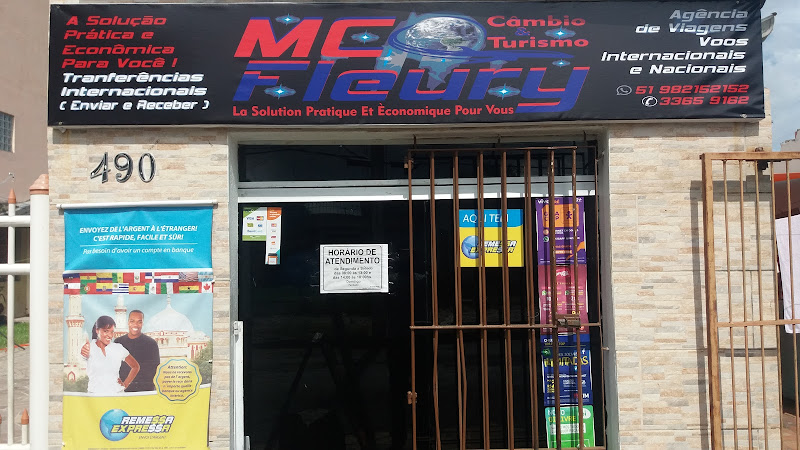 A Solução
Prática e
Econômica
Para Você !
Tranferências
Internacionais
( Enviar e Receber )
MC
Fleury
Câmbio
&
Turismo
La Solution Pratique Et Èconomique Pour Vous
Agência
de Viagens
Voos
Internacionais
e Nacionais
51 982152152
3365 9162
490
ENVOYEZ DE L'ARGENT À L'ÉTRANGER!
C'EST RAPIDE, FACILE ET SÛR!
Pas besoin d'avoir un compte en banque
REMESSA
EXPRESSA
HORÁRIO DE
ATENDIMENTO
AQUI TEM
REMESSA
EXPRESSA